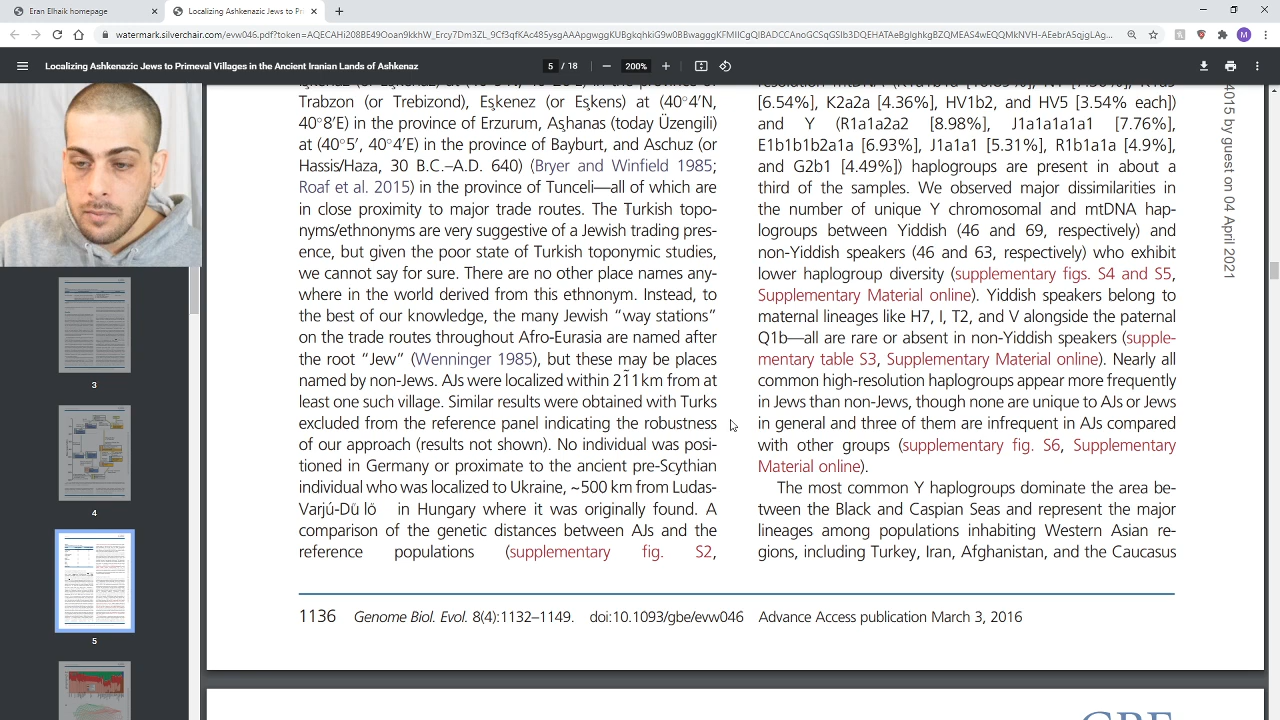 Eran Elhaik homepage
Localizing Ashkenazic Jews to Pri
watermark.silverchair.com/evw046.pdf?token=AQECAHi208BE49Ooan9kkhW_Ercy7Dm3ZL_9Cf3qfKAc485ysgAAApgwggKUBgkqhkiG9w0BBwagggKFMIICgQIBADCCAnoGCSqGSIb3DQEHATAeBglghkgBZQMEAS4wEQQMkNVH-AEebrA5qjgLAg...
M
Localizing Ashkenazic Jews to Primeval Villages in the Ancient Iranian Lands of Ashkenaz
5 / 18
200%
3
4
5
Trabzon (or Trebizond), Eşkenez (or Eşkens) at (40°4′N,
40°8′E) in the province of Erzurum, Aşhanas (today Üzengili)
at (40°5′, 40°4′E) in the province of Bayburt, and Aschuz (or
Hassis/Haza, 30 B.C.–A.D. 640) (Bryer and Winfield 1985;
Roaf et al. 2015) in the province of Tunceli—all of which are
in close proximity to major trade routes. The Turkish topo-
nyms/ethnonyms are very suggestive of a Jewish trading pres-
ence, but given the poor state of Turkish toponymic studies,
we cannot say for sure. There are no other place names any-
where in the world derived from this ethnonym. Instead, to
the best of our knowledge, the many Jewish “way stations”
on the trade routes throughout Afro-Eurasia are named after
the root “Jew” (Wenninger 1985), but these may be places
named by non-Jews. AJs were localized within 211 km from at
least one such village. Similar results were obtained with Turks
excluded from the reference panel indicating the robustness
of our approach (results not shown). No individual was posi-
tioned in Germany or proximate to the ancient pre-Scythian
individual who was localized to Ukraine, ~500 km from Ludas-
Varjú-Dü ló in Hungary where it was originally found. A
comparison of the genetic distances between AJs and the
reference populations (supplementary fig. S2,
[6.54%], K2a2a [4.36%], HV1b2, and HV5 [3.54% each])
and Y (R1a1a2a2 [8.98%], J1a1a1a1a1 [7.76%],
E1b1b1b2a1a [6.93%], J1a1a1 [5.31%], R1b1a1a [4.9%],
and G2b1 [4.49%]) haplogroups are present in about a
third of the samples. We observed major dissimilarities in
the number of unique Y chromosomal and mtDNA hap-
logroups between Yiddish (46 and 69, respectively) and
non-Yiddish speakers (46 and 63, respectively) who exhibit
lower haplogroup diversity (supplementary figs. S4 and S5,
Supplementary Material online). Yiddish speakers belong to
maternal lineages like H7, I, T2, and V alongside the paternal
Q1b—all are rare or absent in non-Yiddish speakers (supple-
mentary table S3, Supplementary Material online). Nearly all
common high-resolution haplogroups appear more frequently
in Jews than non-Jews, though none are unique to AJs or Jews
in general and three of them are infrequent in AJs compared
with other groups (supplementary fig. S6, Supplementary
Material online).
The most common Y haplogroups dominate the area be-
tween the Black and Caspian Seas and represent the major
lineages among populations inhabiting Western Asian re-
gions, including Turkey, Iran, Afghanistan, and the Caucasus
4015 by guest on 04 April 2021
1136 Genome Biol. Evol. 8(4):1132–1149. doi:10.1093/gbe/evw046 Advance Access publication March 3, 2016
GBE